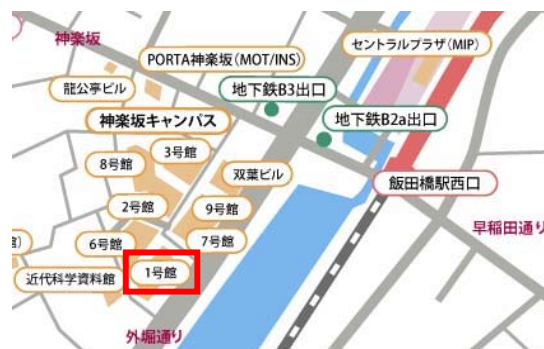 神楽坂
PORTA神楽坂(MOT/INS)
セントラルプラザ(MIP)
龍公亭ビル
地下鉄B3出口
神楽坂キャンパス
地下鉄B2a出口
3号館
8号館
双葉ビル
飯田橋駅西口
2号館
9号館
早稲田通り
6号館
7号館
館)
近代科学資料館
1号館
外堀通り